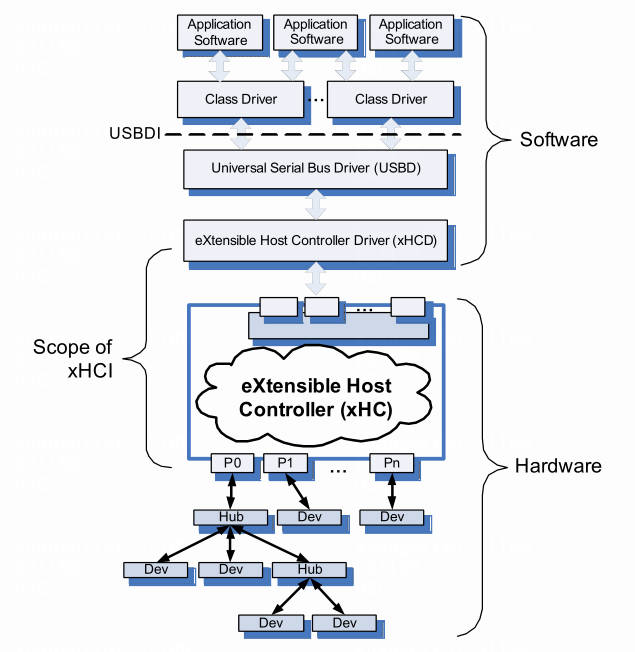 Application
Software
Application
Software
Application
Software
Class Driver
...
Class Driver
USBDI
Software
Universal Serial Bus Driver (USBD)
eXtensible Host Controller Driver (xHCD)
Scope of
xHCI
...
eXtensible Host
Controller (xHC)
P0
P1
...
Pn
Hardware
Hub
Dev
Dev
Dev
Dev
Hub
Dev
Dev